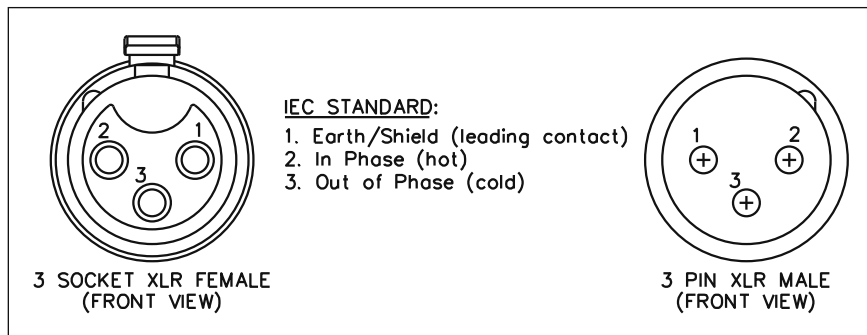 2
1
3
3 SOCKET XLR FEMALE
(FRONT VIEW)
IEC STANDARD:
1. Earth/Shield (leading contact)
2. In Phase (hot)
3. Out of Phase (cold)
1
2
3
3 PIN XLR MALE
(FRONT VIEW)